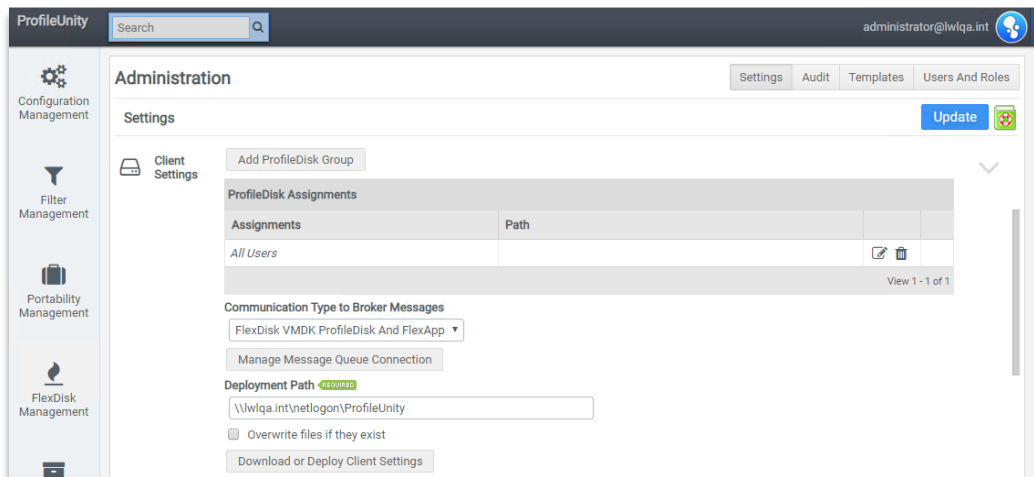 ProfileUnity
Search
administrator@lwlqa.int
Configuration
Management
Filter
Management
Portability
Management
FlexDisk
Management
Administration
Settings Audit Templates Users And Roles
Settings
Update
Client
Settings
Add ProfileDisk Group
ProfileDisk Assignments
Assignments Path
All Users
View 1 - 1 of 1
Communication Type to Broker Messages
FlexDisk VMDK ProfileDisk And FlexApp
Manage Message Queue Connection
Deployment Path REQUIRED
\\lwlqa.int\netlogon\ProfileUnity
Overwrite files if they exist
Download or Deploy Client Settings